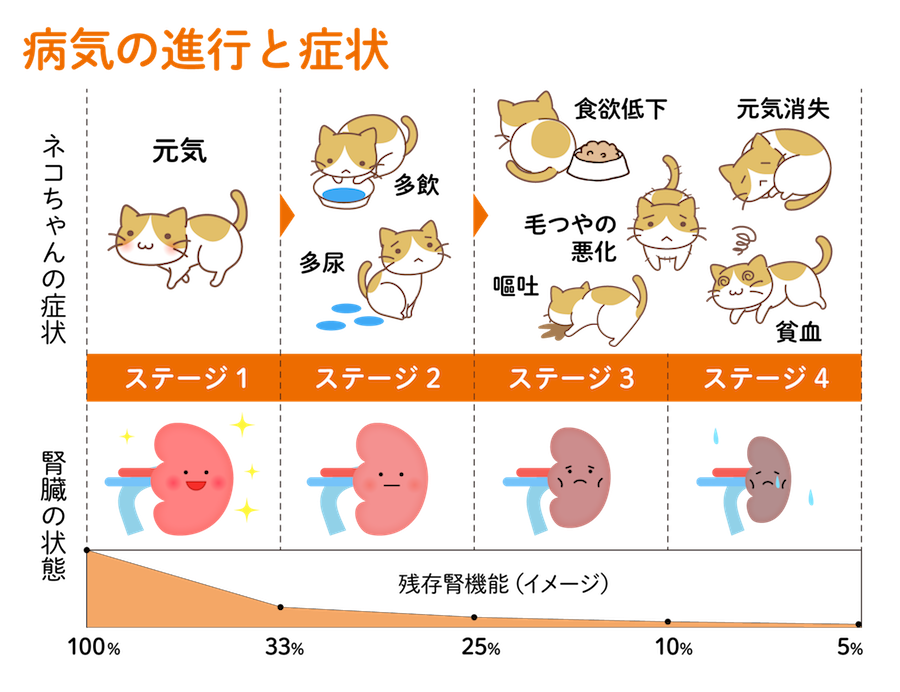 病気の進行と症状
ネコちゃんの症状
元気
多飲
多尿
食欲低下
元気消失
毛つやの
悪化
嘔吐
貧血
ステージ 1
ステージ 2
ステージ 3
ステージ 4
腎臓の状態
残存腎機能（イメージ）
100%
33%
25%
10%
5%